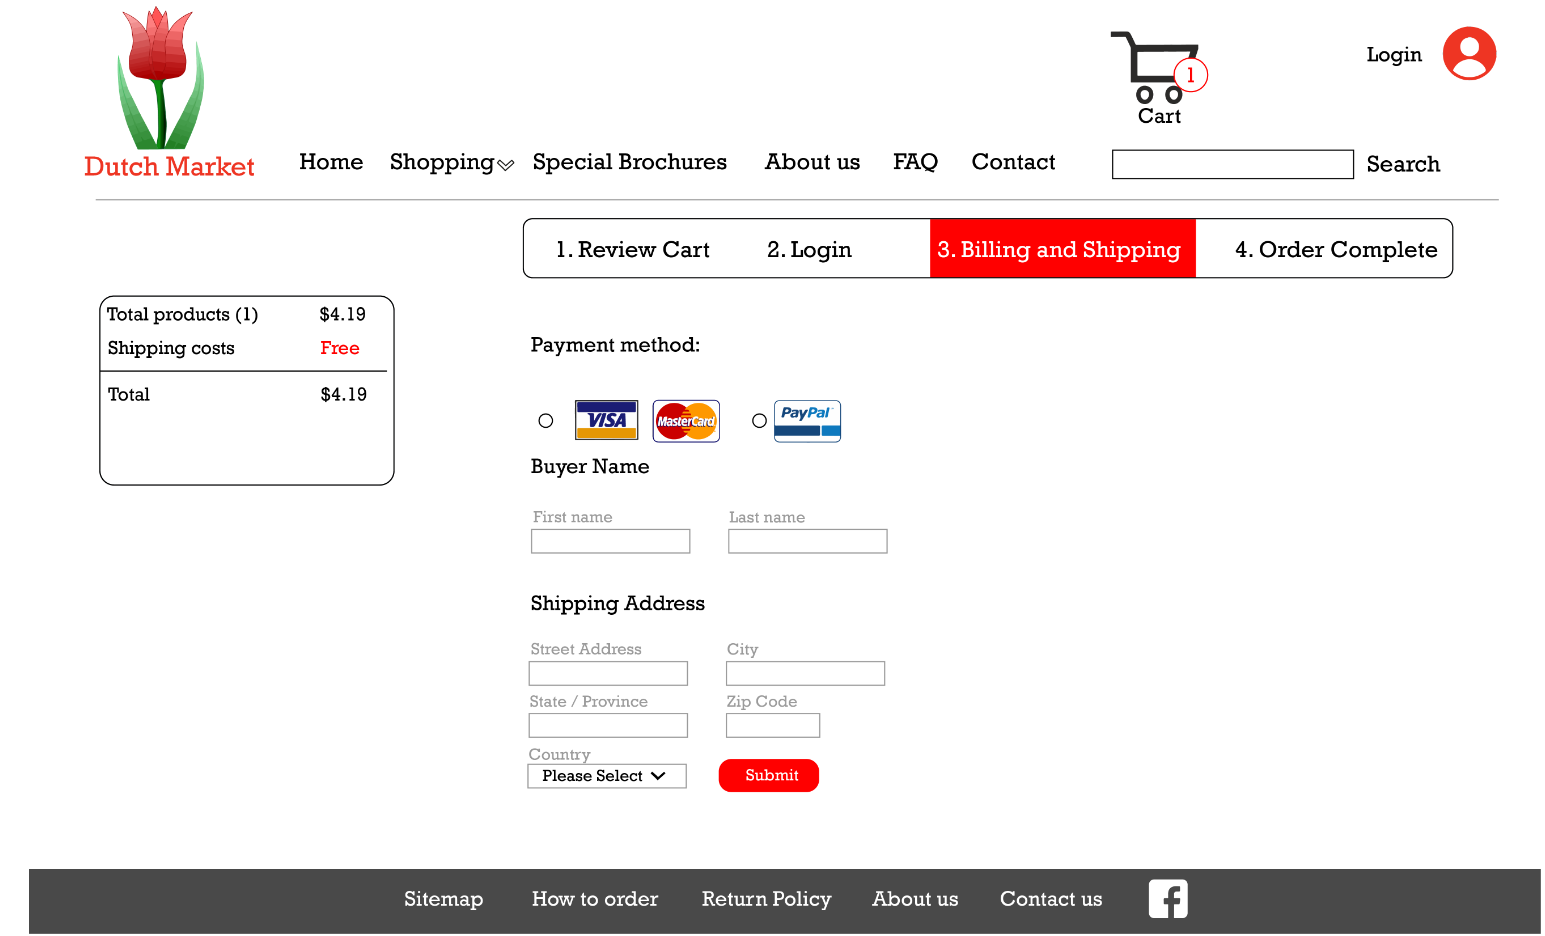 Login
1
Cart
Dutch Market
Home Shopping Special Brochures About us FAQ Contact Search
1. Review Cart 2. Login 3. Billing and Shipping 4. Order Complete
Total products (1) $4.19
Shipping costs Free
Total $4.19
Payment method:
VISA MasterCard PayPal
Buyer Name
First name Last name
Shipping Address
Street Address City
State / Province Zip Code
Country
Please Select Submit
Sitemap How to order Return Policy About us Contact us f